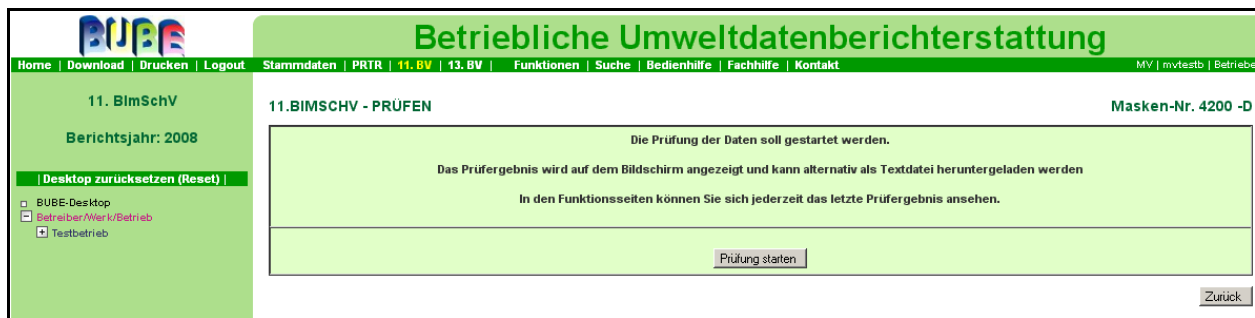 BUBE
Betriebliche Umweltdatenberichterstattung
Home | Download | Drucken | Logout
Stammdaten | PRTR | 11. BV | 13. BV | Funktionen | Suche | Bedienhilfe | Fachhilfe | Kontakt
MV | mvtestb | Betriebe
11. BImSchV
Berichtsjahr: 2008
| Desktop zurücksetzen (Reset) |
BUBE-Desktop
Betreiber/Werk/Betrieb
Testbetrieb
11.BIMSCHV - PRÜFEN
Masken-Nr. 4200 -D
Die Prüfung der Daten soll gestartet werden.
Das Prüfergebnis wird auf dem Bildschirm angezeigt und kann alternativ als Textdatei heruntergeladen werden
In den Funktionsseiten können Sie sich jederzeit das letzte Prüfergebnis ansehen.
Prüfung starten
Zurück